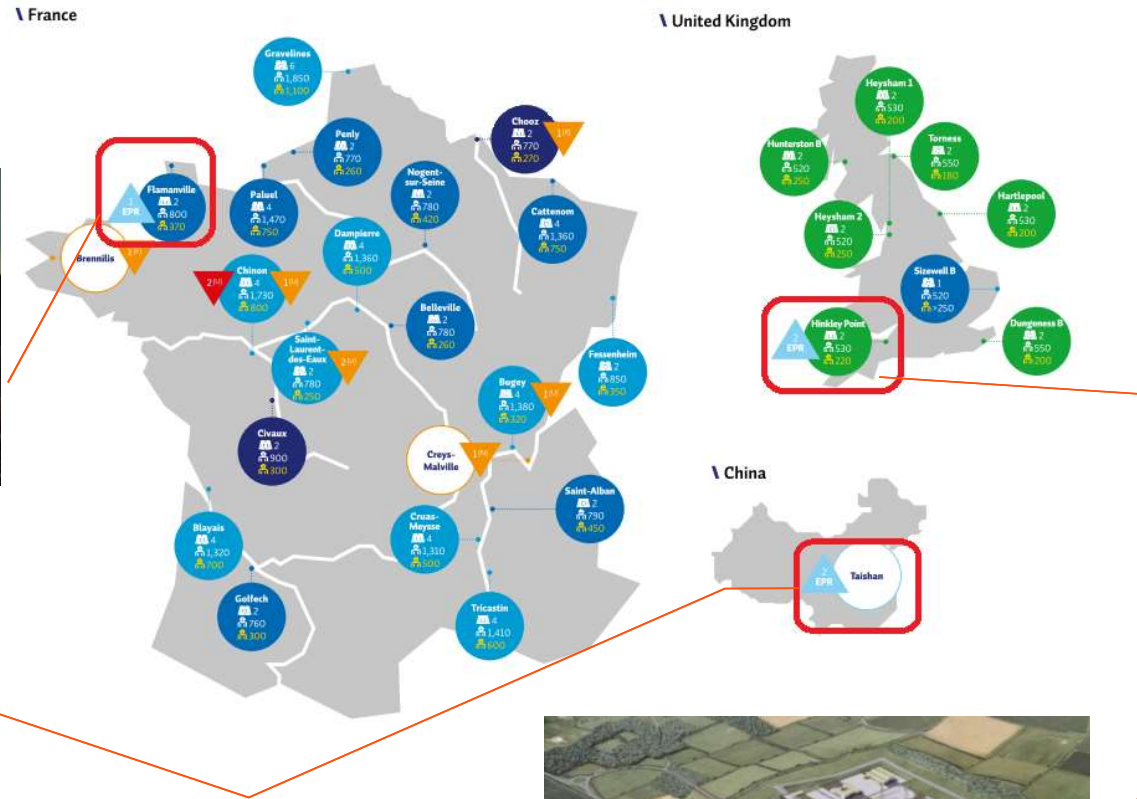 \ France
Gravelines
6
1,850
1,100
Penly
2
770
260
Chooz
2
770
270
1
Flamanville
2
800
370
1
EPR
Paluel
4
1,470
750
Nogent-
sur-Seine
2
780
420
Cattenom
4
1,360
750
Brennilis
1
Dampierre
4
1,360
500
Chinon
4
1,730
800
2
1
Belleville
2
780
260
Saint-
Laurent-
des-Eaux
2
780
250
2
Fessenheim
2
850
350
Bugey
4
1,380
320
1
Civaux
2
900
300
Creys-
Malville
1
Saint-Alban
2
790
450
Blayais
4
1,320
700
Cruas-
Meysse
4
1,310
500
Golfech
2
760
300
Tricastin
4
1,410
600
\ United Kingdom
Heysham 1
2
530
200
Hunterston B
2
520
250
Torness
2
550
180
Heysham 2
2
520
250
Hartlepool
2
530
200
Sizewell B
1
520
>250
2
EPR
Hinkley Point
2
530
220
Dungeness B
2
550
200
\ China
2
EPR
Taishan